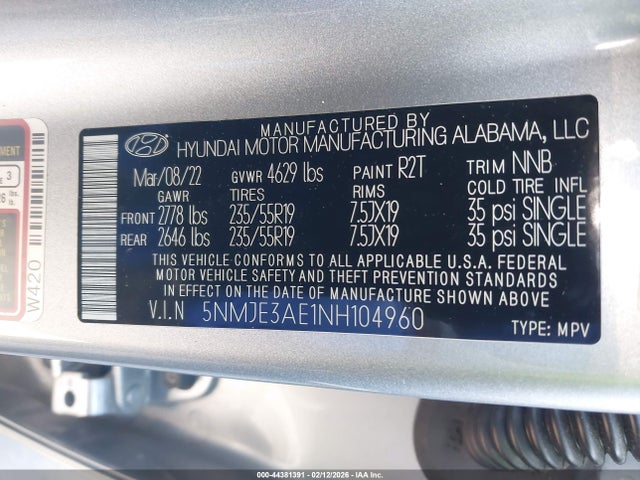 MANUFACTURED BY
HYUNDAI MOTOR MANUFACTURING ALABAMA, LLC
Mar/08/22 GVWR 4629 lbs PAINT R2T TRIM NNB
GAWR TIRES RIMS COLD TIRE INFL
FRONT 2778 lbs 235/55R19 7.5JX19 35 psi SINGLE
REAR 2646 lbs 235/55R19 7.5JX19 35 psi SINGLE
THIS VEHICLE CONFORMS TO ALL APPLICABLE U.S.A. FEDERAL
MOTOR VEHICLE SAFETY AND THEFT PREVENTION STANDARDS
IN EFFECT ON THE DATE OF MANUFACTURE SHOWN ABOVE
V.I.N 5NMJE3AE1NH104960
TYPE: MPV
W420
3
lbs.
000-44381391 - 02/12/2026 - IAAI, Inc.